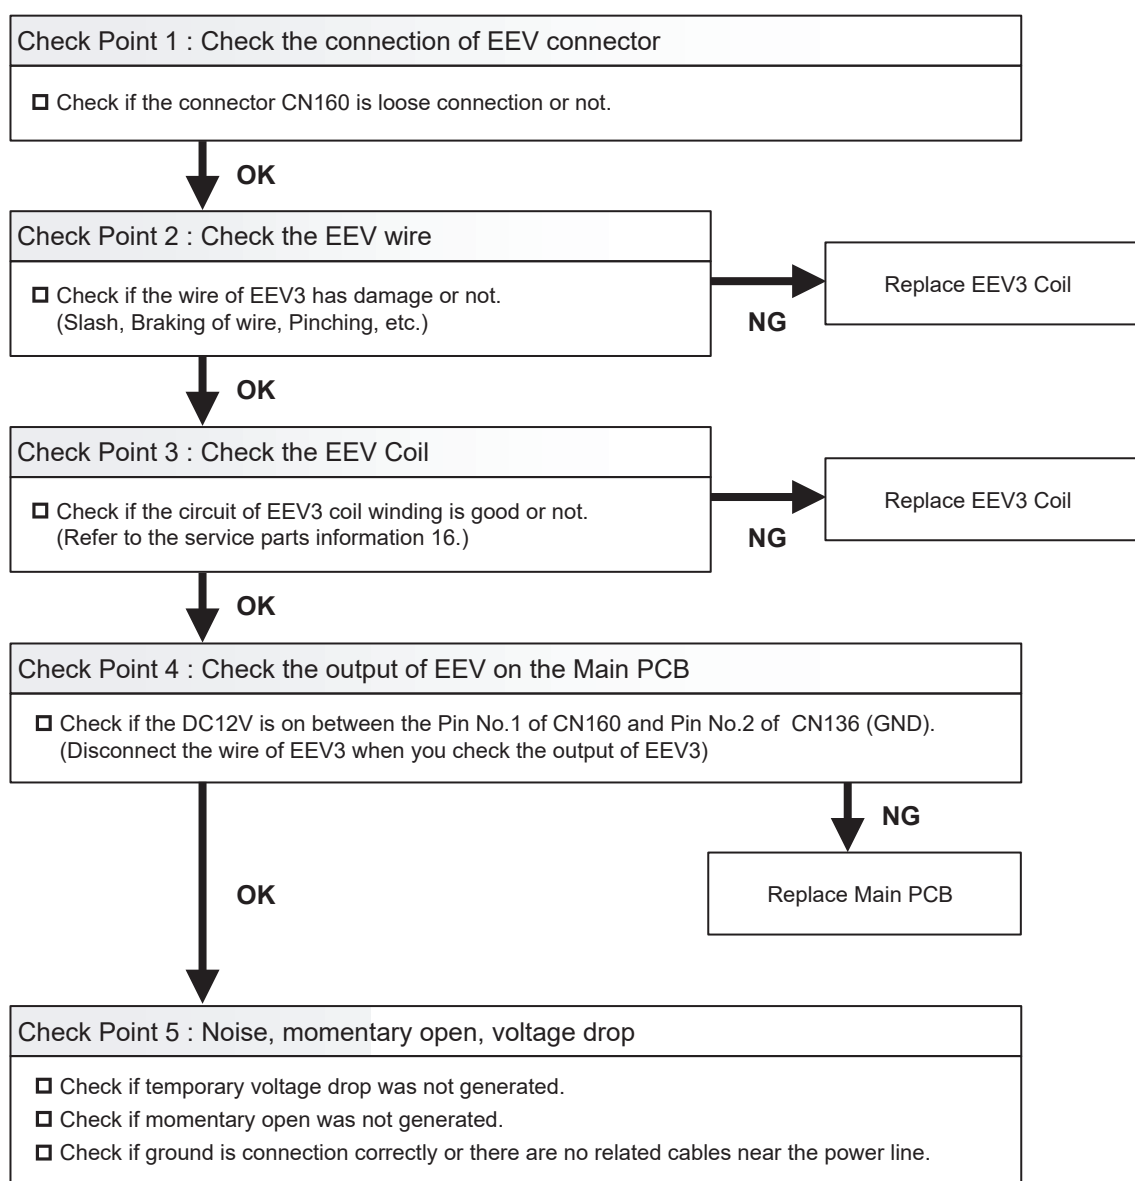 Check Point 1 : Check the connection of EEV connector
Check if the connector CN160 is loose connection or not.
OK
Check Point 2 : Check the EEV wire
Check if the wire of EEV3 has damage or not.
(Slash, Braking of wire, Pinching, etc.)
NG
Replace EEV3 Coil
OK
Check Point 3 : Check the EEV Coil
Check if the circuit of EEV3 coil winding is good or not.
(Refer to the service parts information 16.)
NG
Replace EEV3 Coil
OK
Check Point 4 : Check the output of EEV on the Main PCB
Check if the DC12V is on between the Pin No.1 of CN160 and Pin No.2 of CN136 (GND).
(Disconnect the wire of EEV3 when you check the output of EEV3)
NG
Replace Main PCB
OK
Check Point 5 : Noise, momentary open, voltage drop
Check if temporary voltage drop was not generated.
Check if momentary open was not generated.
Check if ground is connection correctly or there are no related cables near the power line.